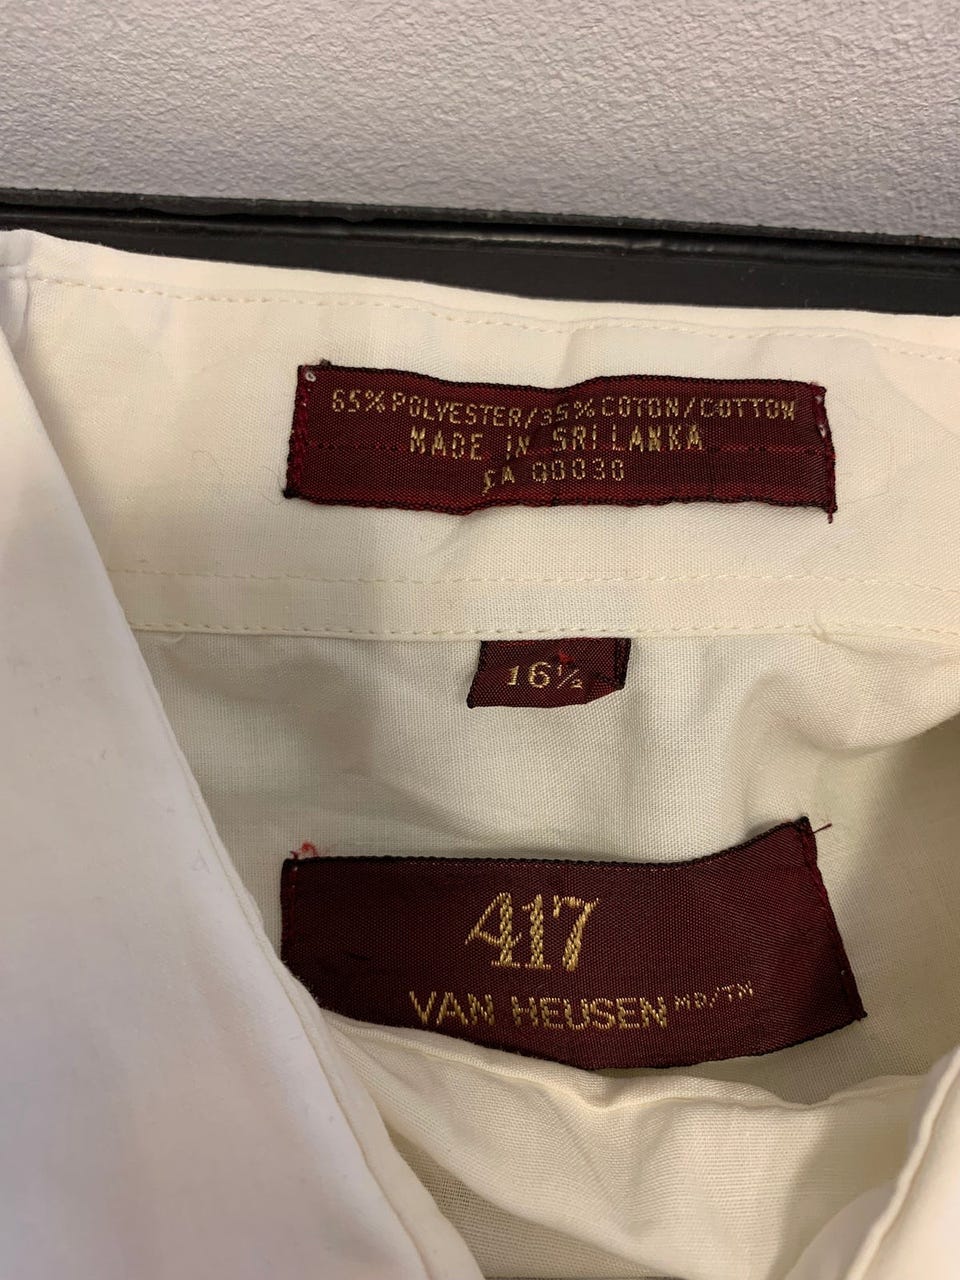 65% POLYESTER/35% COTON/COTTON
MADE IN SRI LANKA
CA 00030
16½
417
VAN HEUSEN MD/TM